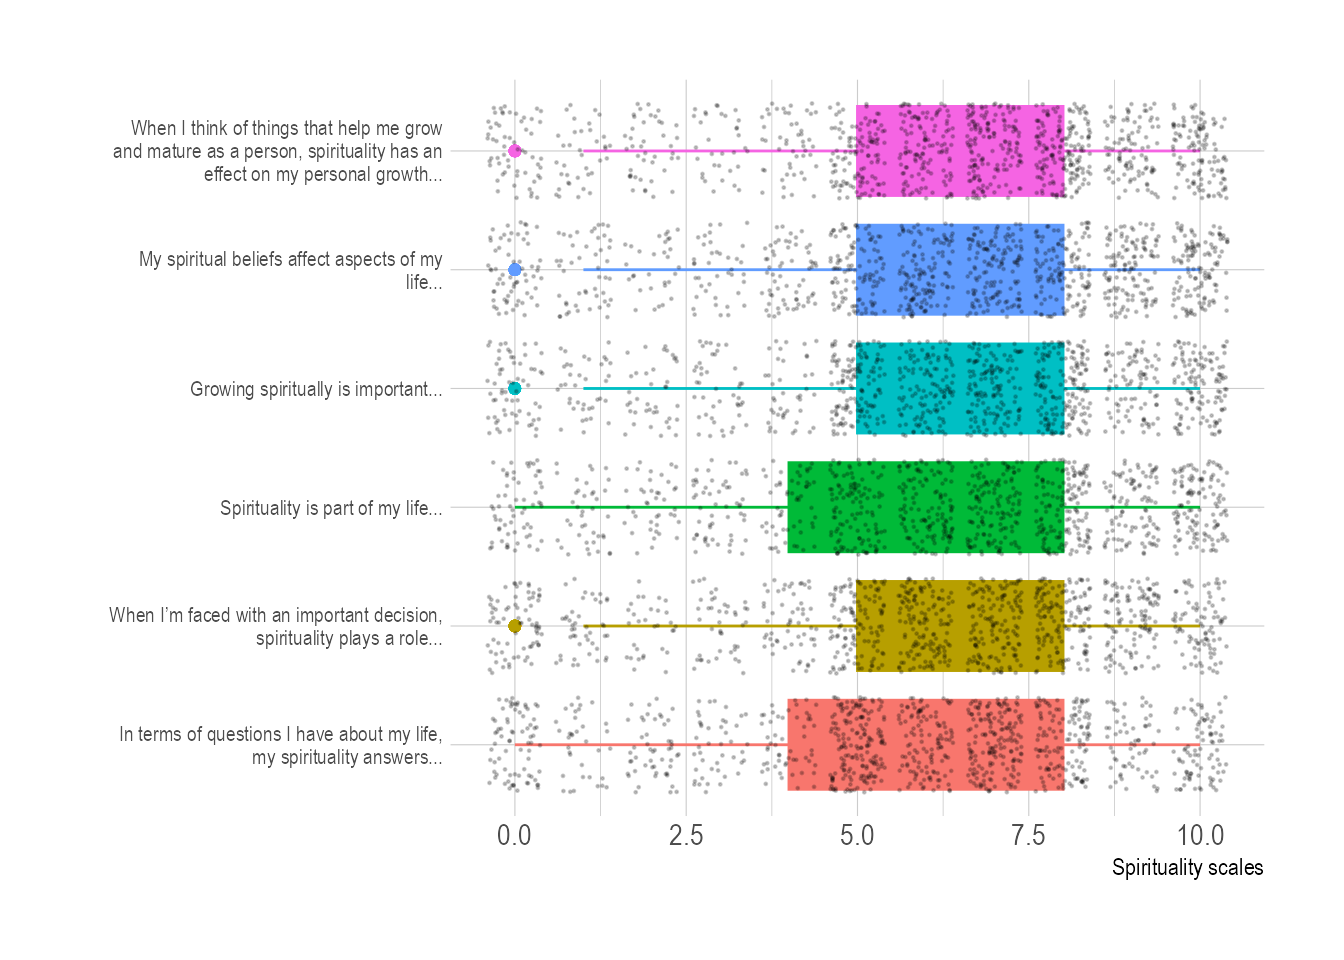 When I think of things that help me grow
and mature as a person, spirituality has an
effect on my personal growth...
My spiritual beliefs affect aspects of my
life...
Growing spiritually is important...
Spirituality is part of my life...
When I’m faced with an important decision,
spirituality plays a role...
In terms of questions I have about my life,
my spirituality answers...
0.0 2.5 5.0 7.5 10.0
Spirituality scales